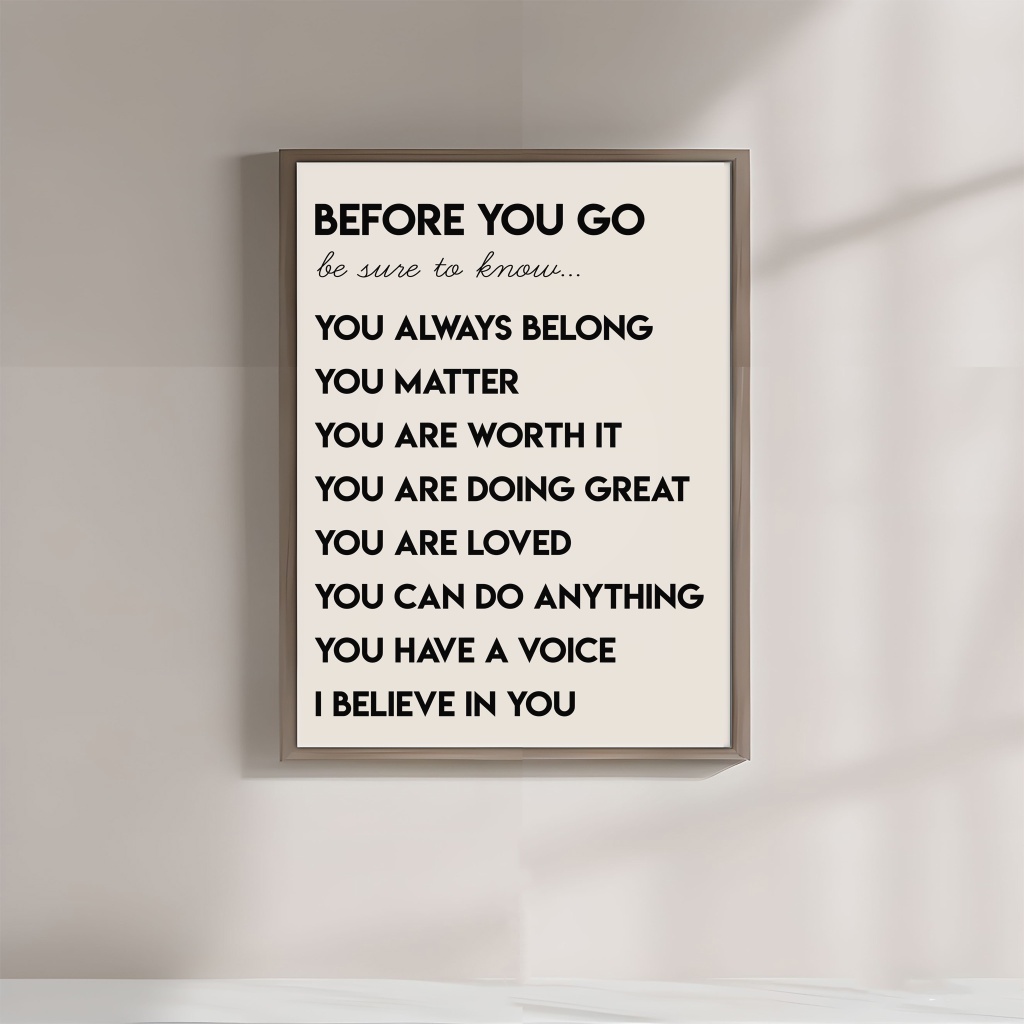 BEFORE YOU GO
be sure to know...
YOU ALWAYS BELONG
YOU MATTER
YOU ARE WORTH IT
YOU ARE DOING GREAT
YOU ARE LOVED
YOU CAN DO ANYTHING
YOU HAVE A VOICE
I BELIEVE IN YOU